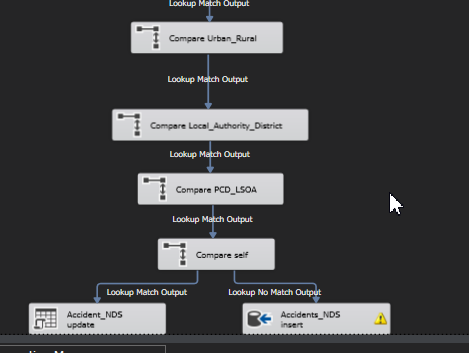 Lookup Match Output
Compare Urban_Rural
Lookup Match Output
Compare Local_Authority_District
Lookup Match Output
Compare PCD_LSOA
Lookup Match Output
Compare self
Lookup Match Output
Lookup No Match Output
Accident_NDS
update
Accidents_NDS
insert